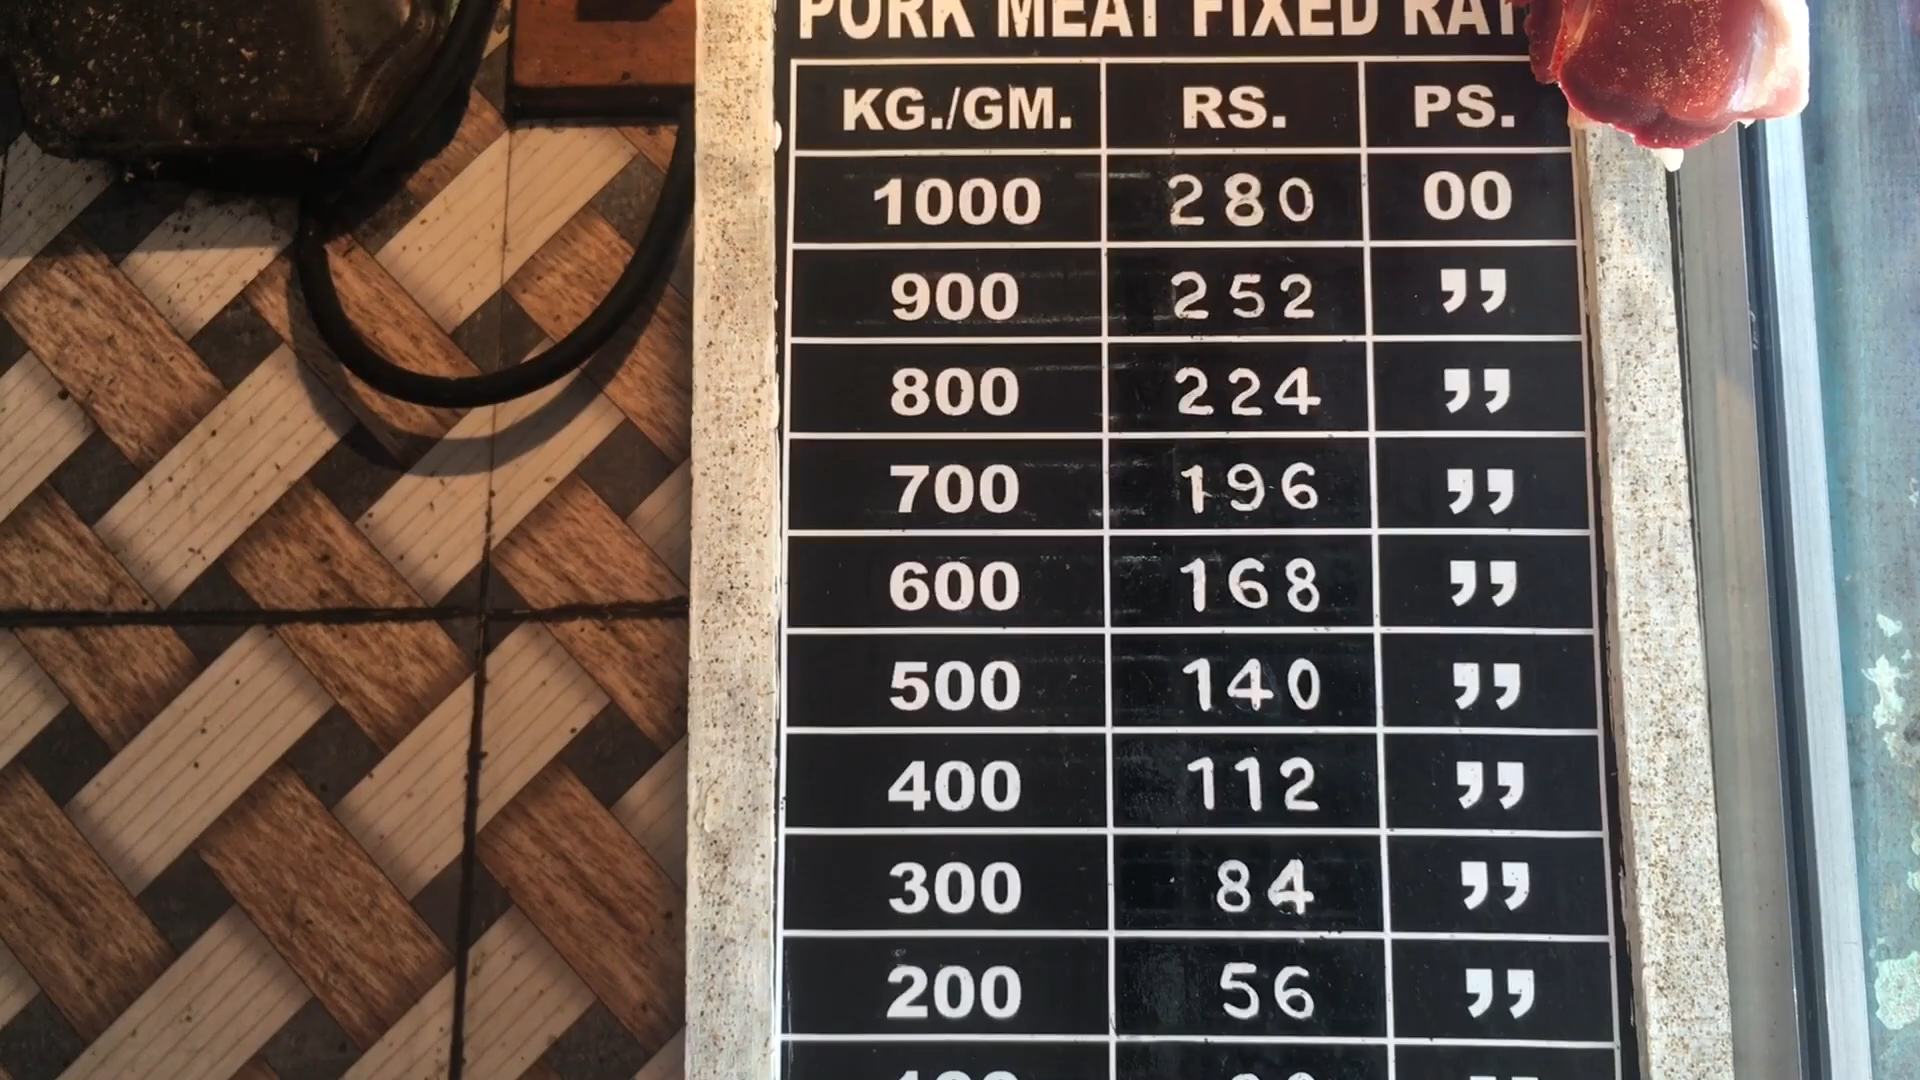 PORK MEAT FIXED
KG./GM. RS. PS.
1000 280 00
900 252 ”
800 224 ”
700 196 ”
600 168 ”
500 140 ”
400 112 ”
300 84 ”
200 56 ”